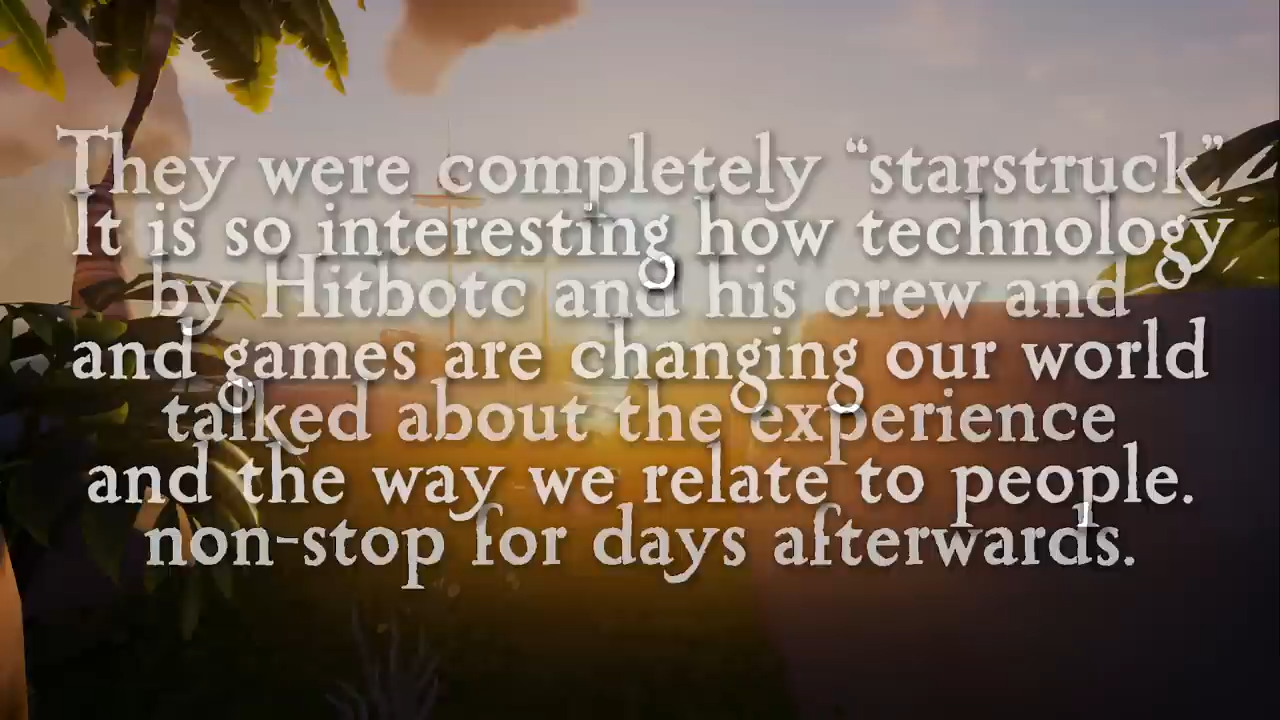 They were completely “starstruck”
It is so interesting how technology
by Hitbotc and his crew and
and games are changing our world
talked about the experience
and the way we relate to people.
non-stop for days afterwards.